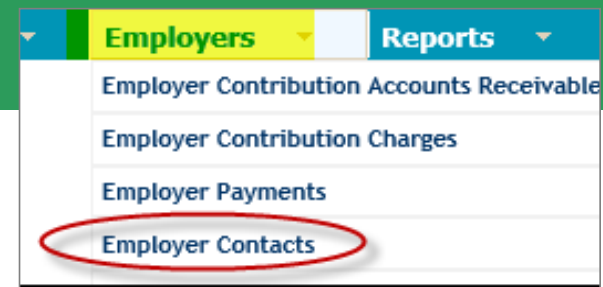 Employers Reports
Employer Contribution Accounts Receivable
Employer Contribution Charges
Employer Payments
Employer Contacts